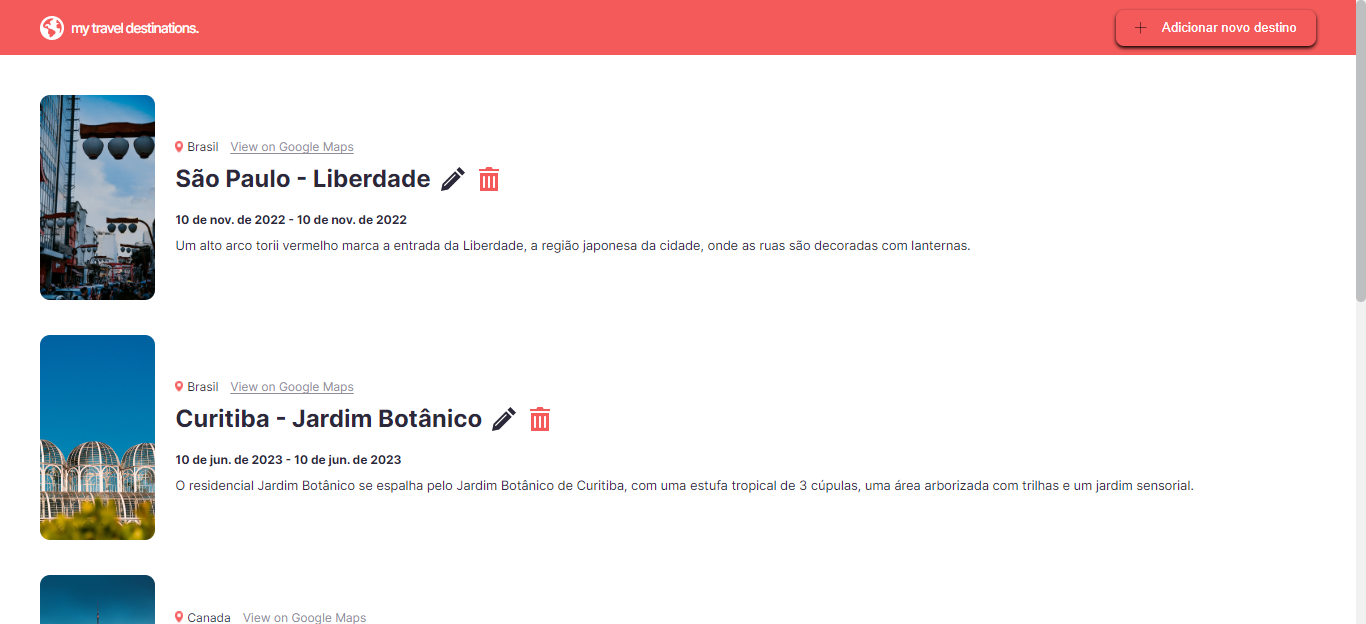 my travel destinations.
Adicionar novo destino
Brasil View on Google Maps
São Paulo - Liberdade
10 de nov. de 2022 - 10 de nov. de 2022
Um alto arco torii vermelho marca a entrada da Liberdade, a região japonesa da cidade, onde as ruas são decoradas com lanternas.
Brasil View on Google Maps
Curitiba - Jardim Botânico
10 de jun. de 2023 - 10 de jun. de 2023
O residencial Jardim Botânico se espalha pelo Jardim Botânico de Curitiba, com uma estufa tropical de 3 cúpulas, uma área arborizada com trilhas e um jardim sensorial.
Canada View on Google Maps